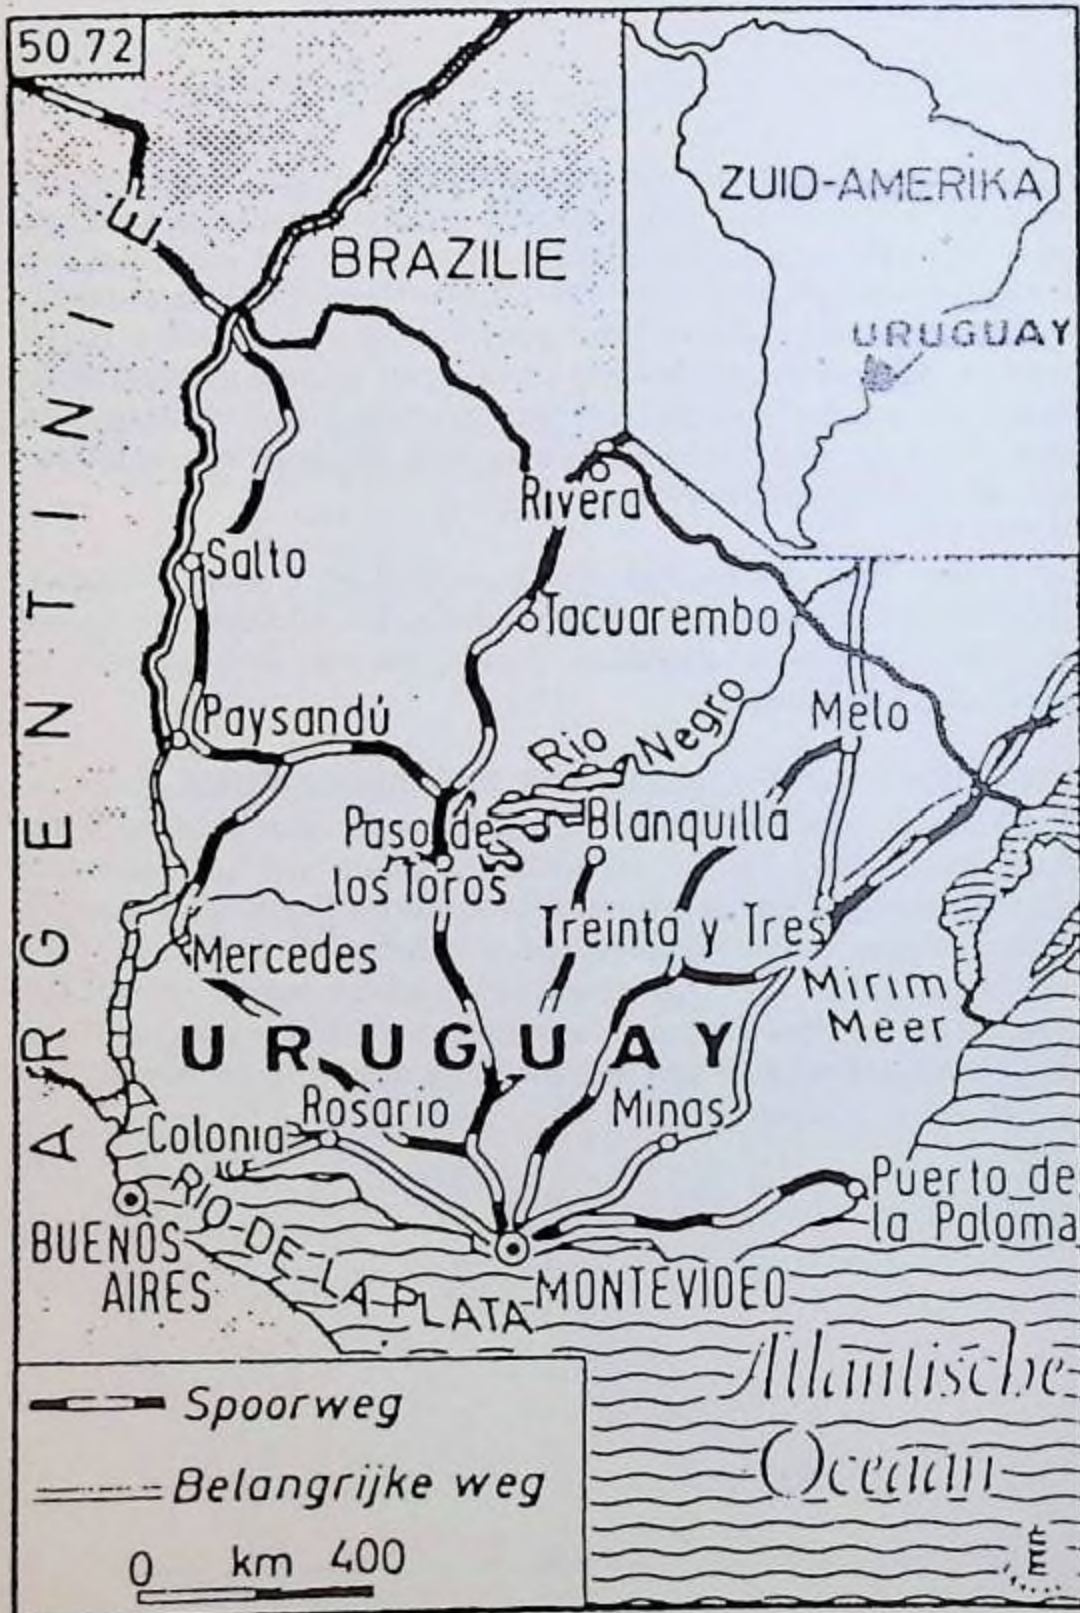 50.72
ZUID-AMERIKA
BRAZILIE
URUGUAY
ARGENTINIE
Rivera
Salto
Tacuarembo
Paysandú
Rio Negro
Melo
Paso de
los Toros
Blanquilla
Treinta y Tres
Mercedes
Mirim
Meer
URUGUAY
Rosario
Minas
Colonia
Puerto de
la Paloma
RIO-DE-LA-PLATA
BUENOS
AIRES
MONTEVIDEO
Atlantische
Oceaan
Spoorweg
Belangrijke weg
0 km 400